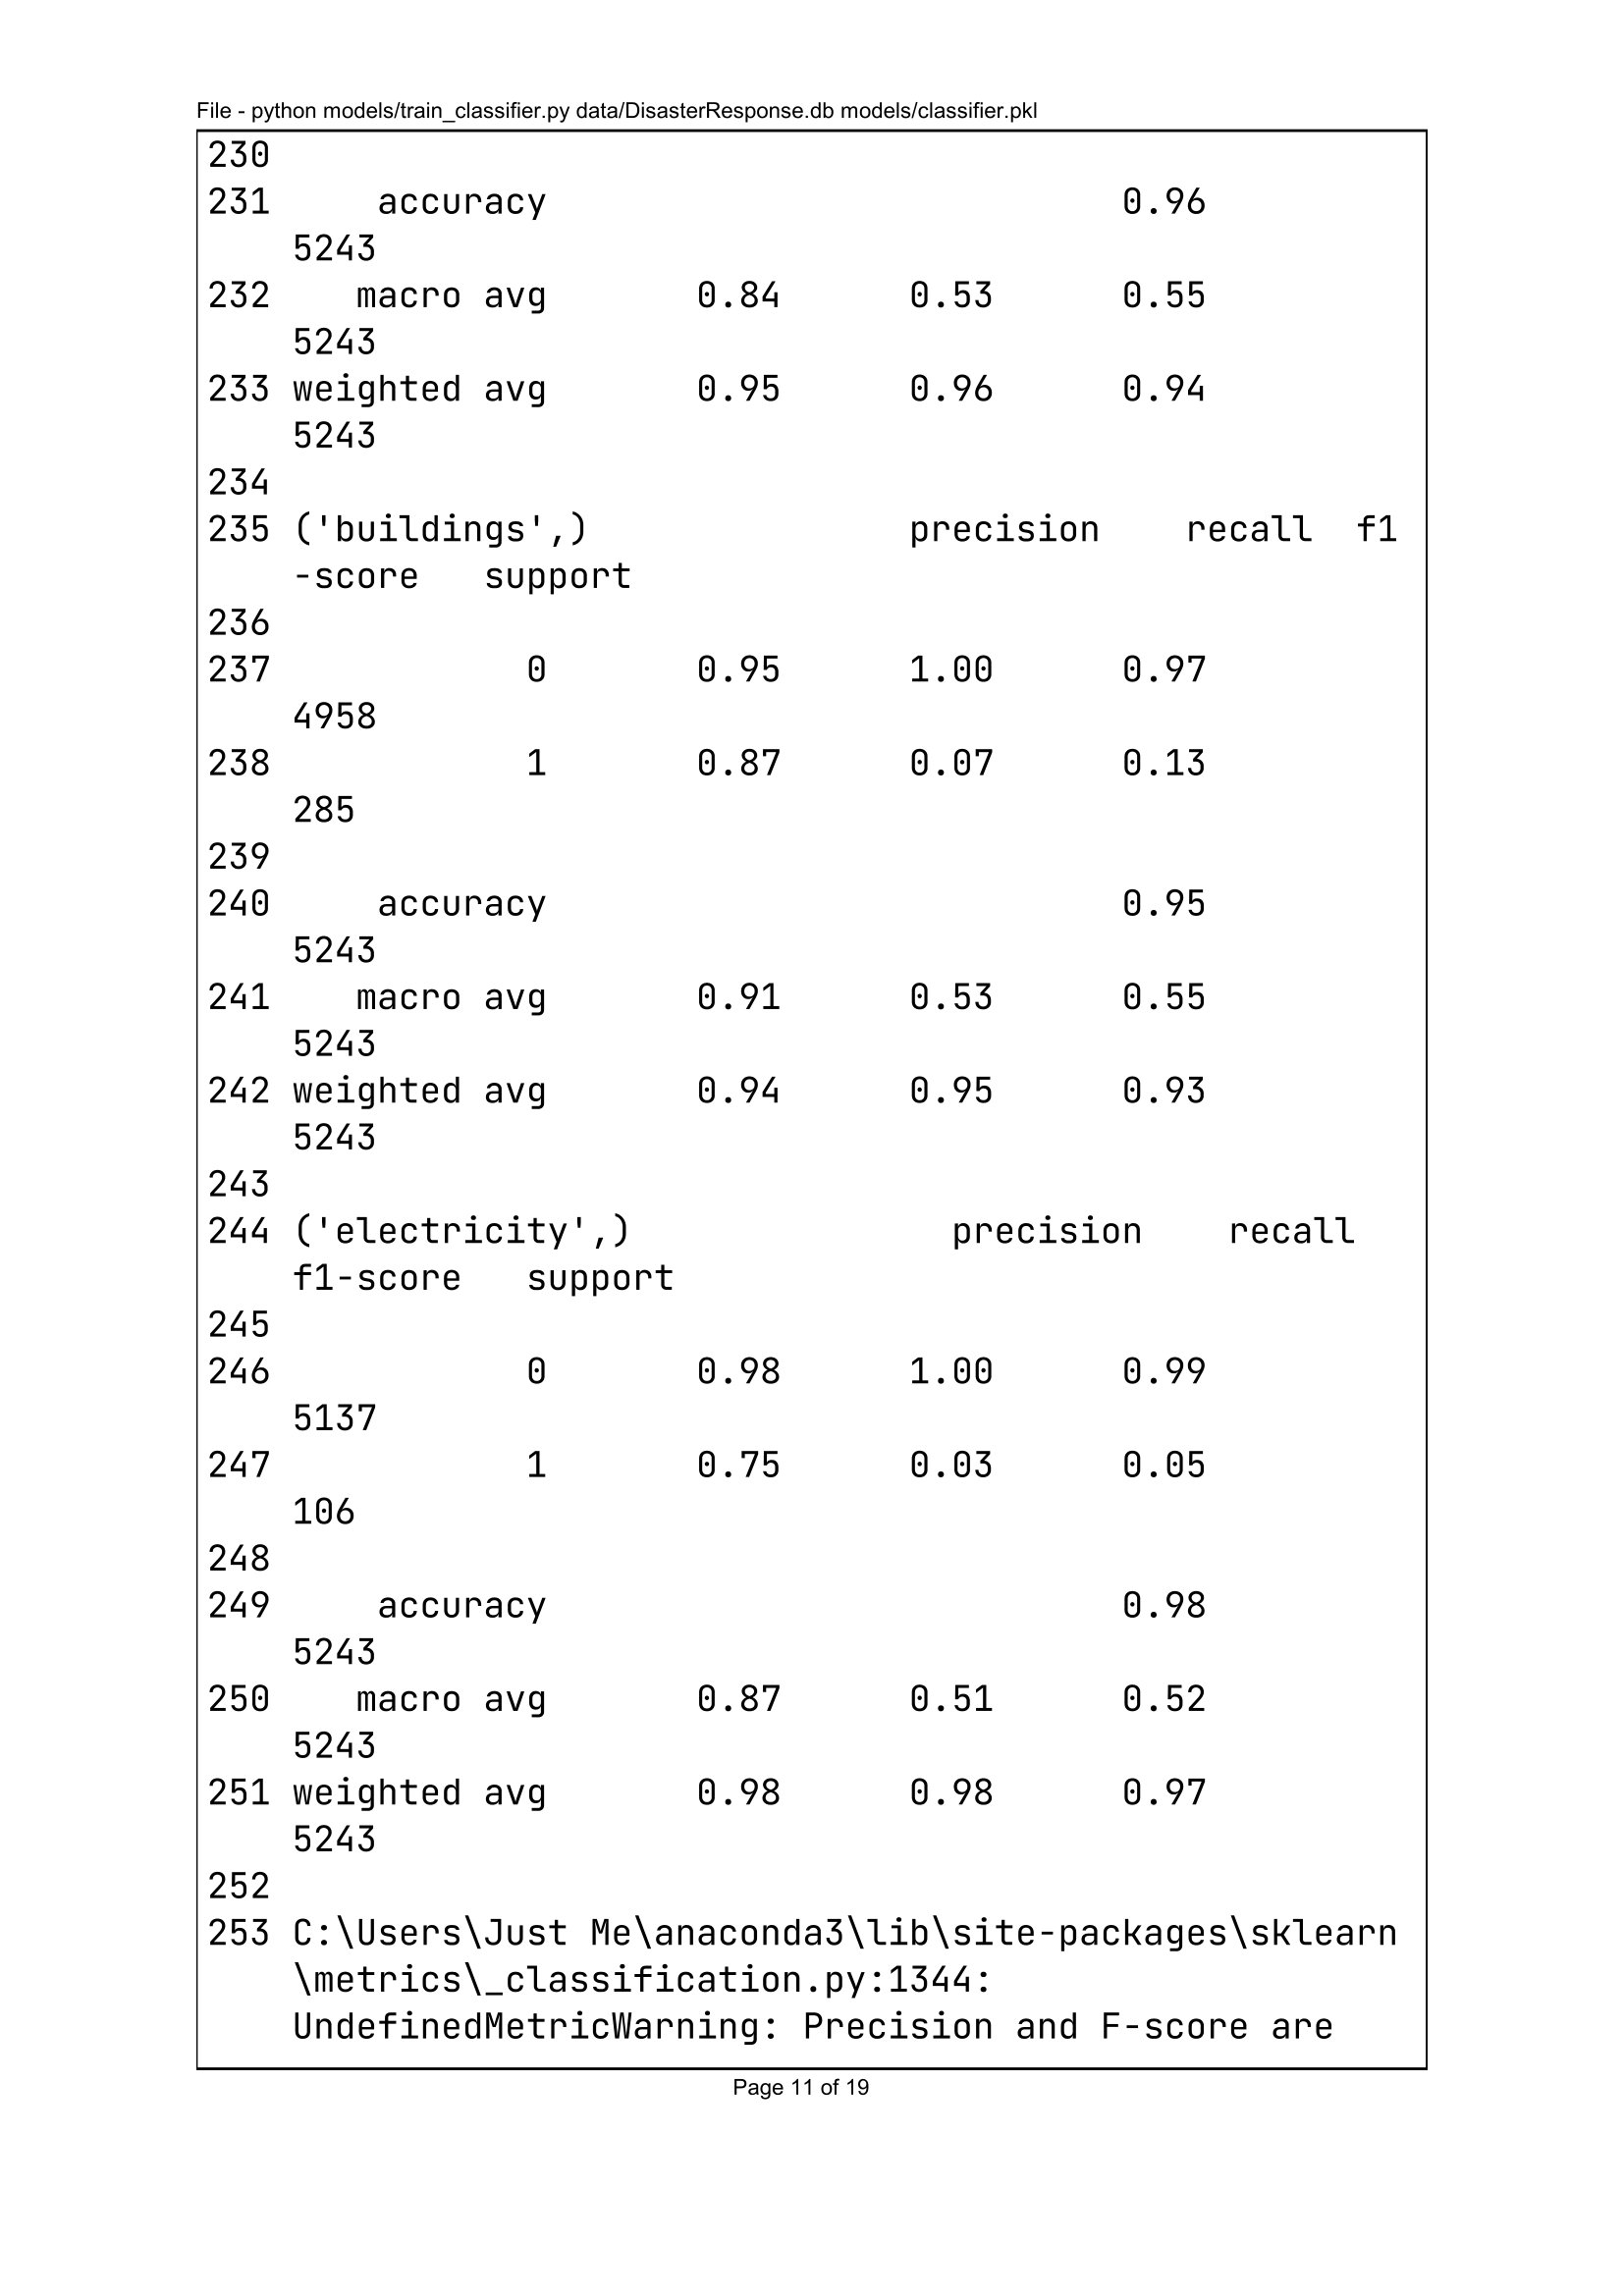 File - python models/train_classifier.py data/DisasterResponse.db models/classifier.pkl
230
231     accuracy                           0.96
    5243
232    macro avg       0.84      0.53      0.55
    5243
233 weighted avg       0.95      0.96      0.94
    5243
234
235 ('buildings',)               precision    recall  f1
    -score   support
236
237            0       0.95      1.00      0.97
    4958
238            1       0.87      0.07      0.13
    285
239
240     accuracy                           0.95
    5243
241    macro avg       0.91      0.53      0.55
    5243
242 weighted avg       0.94      0.95      0.93
    5243
243
244 ('electricity',)               precision    recall
    f1-score   support
245
246            0       0.98      1.00      0.99
    5137
247            1       0.75      0.03      0.05
    106
248
249     accuracy                           0.98
    5243
250    macro avg       0.87      0.51      0.52
    5243
251 weighted avg       0.98      0.98      0.97
    5243
252
253 C:\Users\Just Me\anaconda3\lib\site-packages\sklearn
    \metrics\_classification.py:1344:
    UndefinedMetricWarning: Precision and F-score are
Page 11 of 19